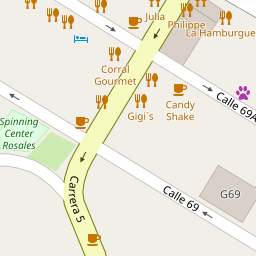 Julia
Philippe
La Hamburgue
Corral
Gourmet
Gigi´s
Candy
Shake
Calle 69A
Spinning
Center
Rosales
Carrera 5
Calle 69
G69